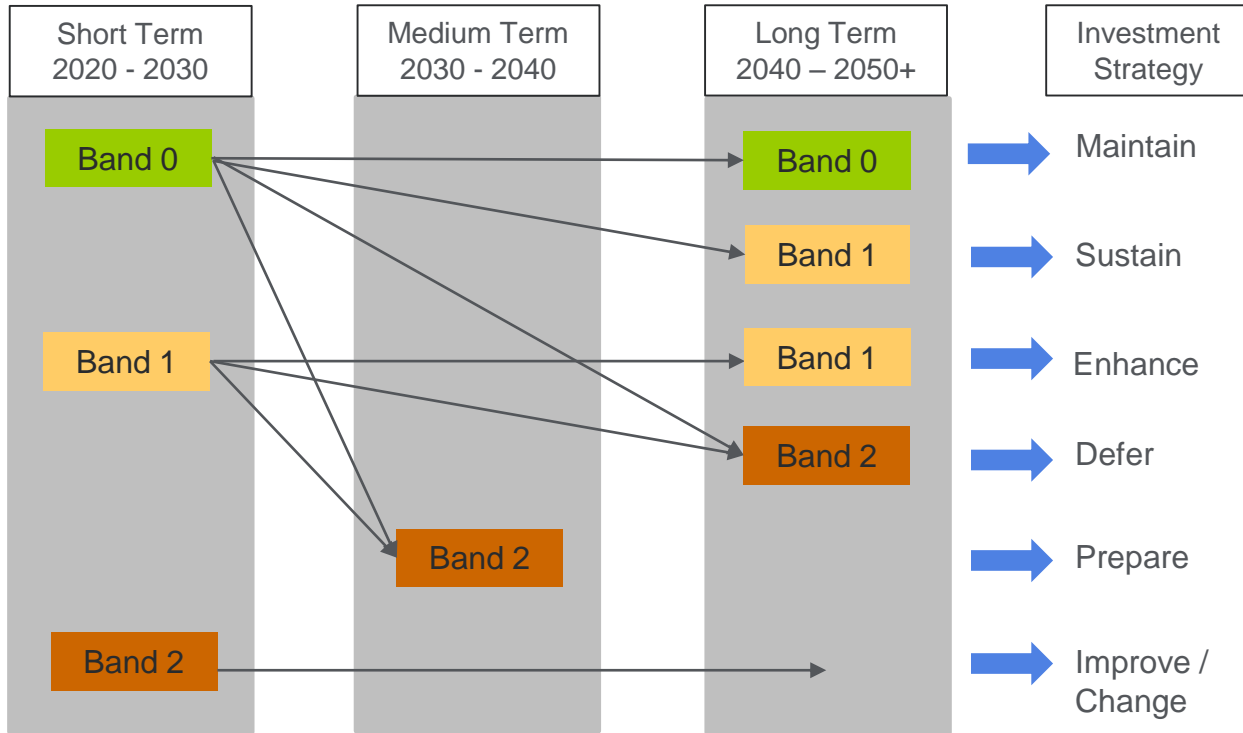 Short Term
2020 - 2030
Medium Term
2030 - 2040
Long Term
2040 – 2050+
Investment
Strategy
Band 0
Band 0
Maintain
Band 1
Sustain
Band 1
Band 1
Enhance
Band 2
Defer
Band 2
Prepare
Band 2
Improve /
Change